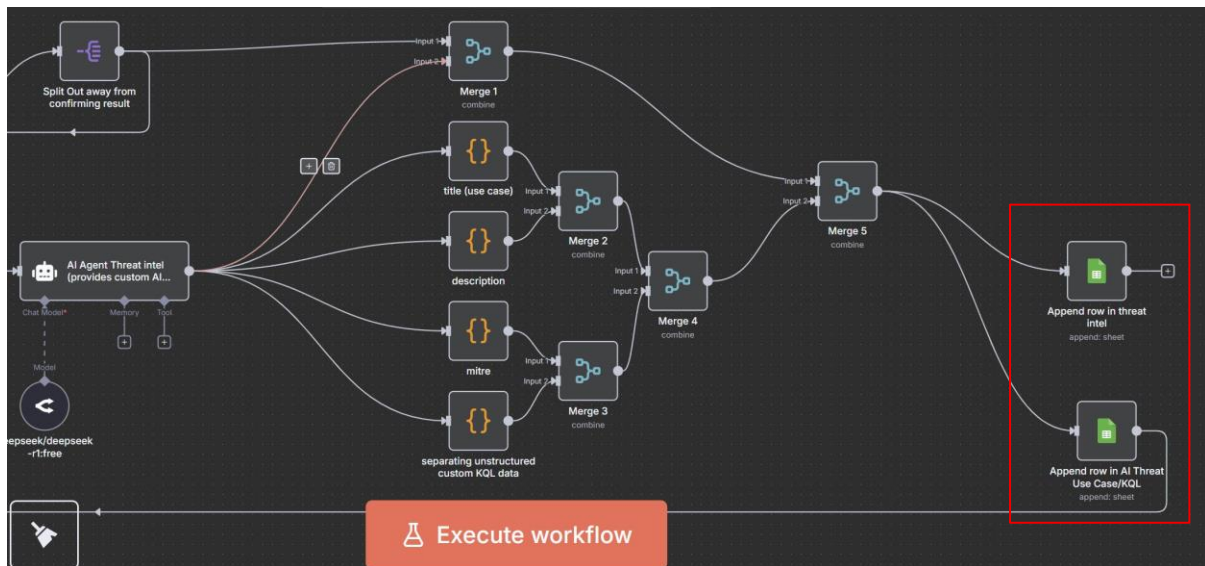 Split Out away from
confirming result
Input 1
Input 2
Merge 1
combine
{}
title (use case)
Input 1
Input 2
Merge 2
combine
{}
description
Input 1
Input 2
Merge 5
combine
AI Agent Threat intel
(provides custom AI...
Chat Model*
Memory
Tool
Input 1
Input 2
Merge 4
combine
Append row in threat
intel
append: sheet
{}
mitre
Model
Input 1
Input 2
Merge 3
combine
eepseek/deepseek
-r1:free
{}
separating unstructured
custom KQL data
Append row in AI Threat
Use Case/KQL
append: sheet
Execute workflow